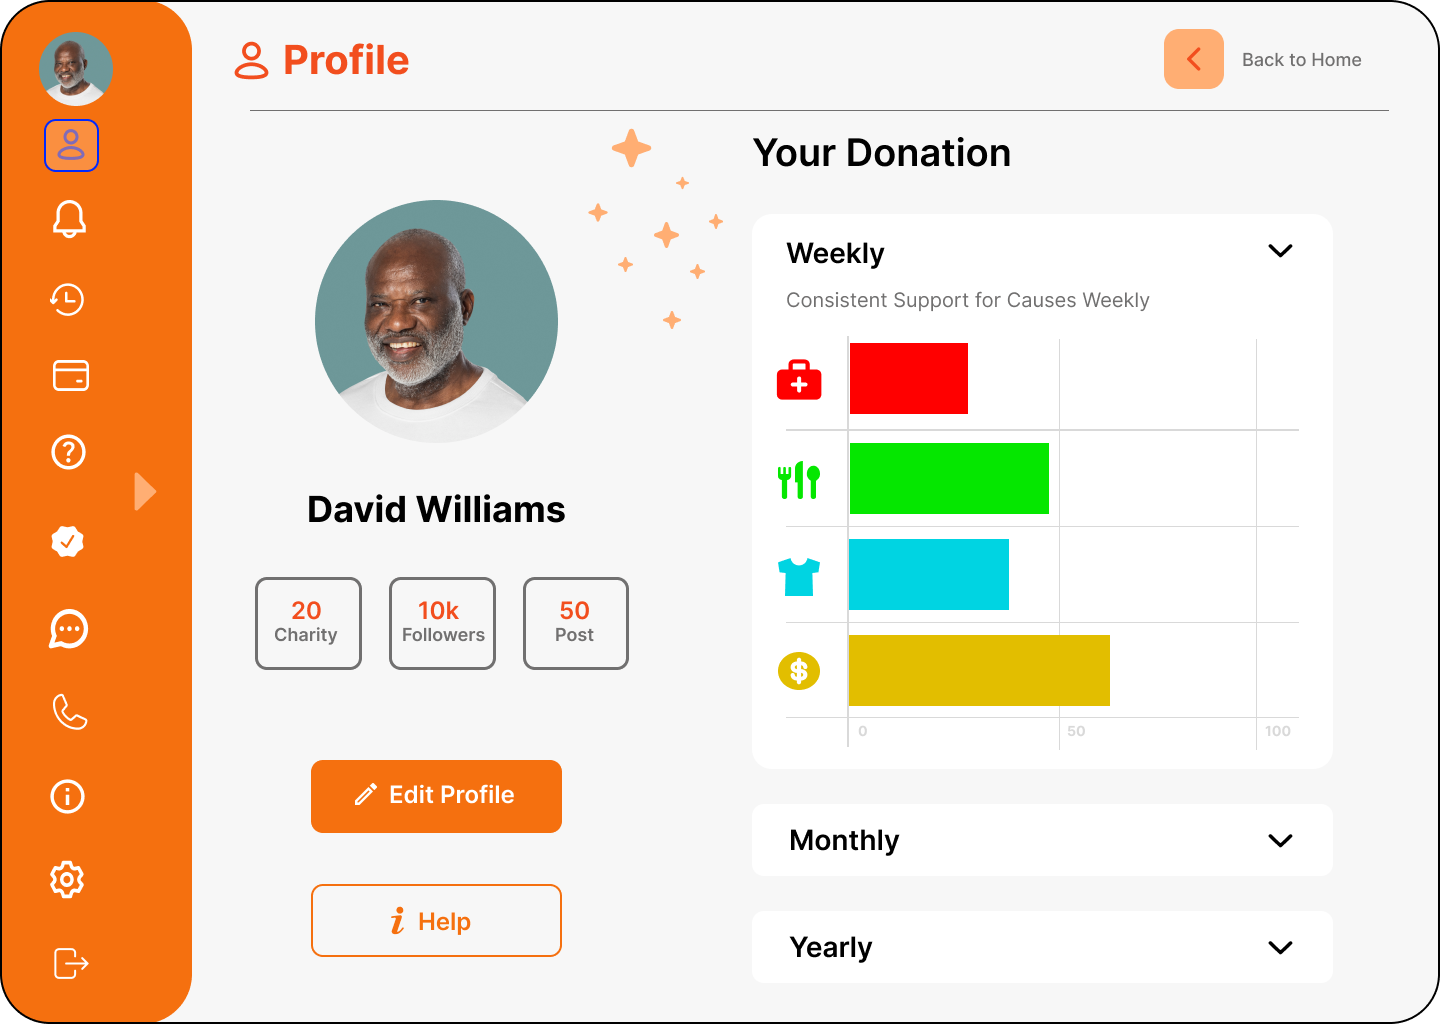 Profile
Back to Home
Your Donation
Weekly
Consistent Support for Causes Weekly
0
50
100
Monthly
Yearly
David Williams
20
Charity
10k
Followers
50
Post
Edit Profile
Help